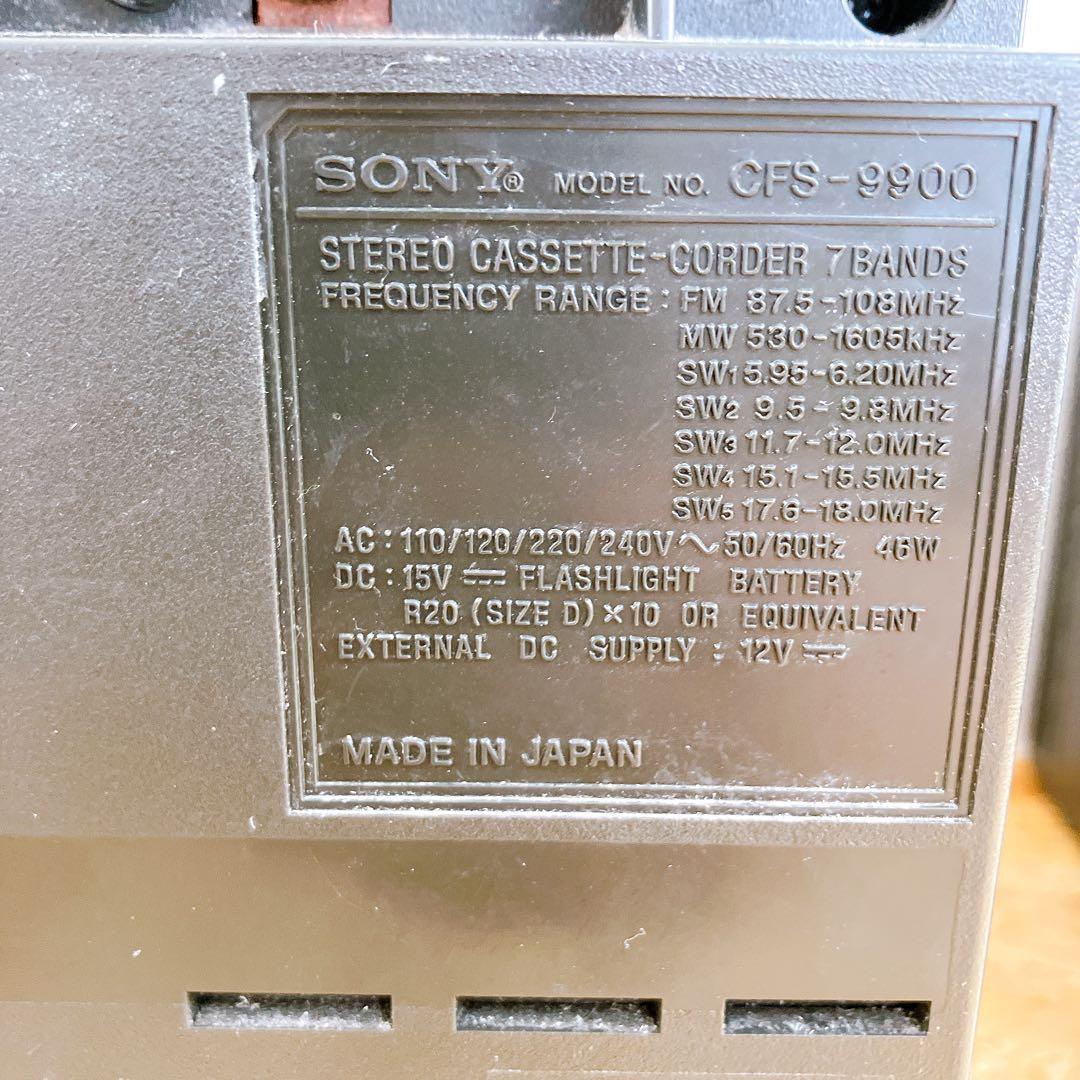 SONY® MODEL NO. CFS-9900
STEREO CASSETTE-CORDER 7BANDS
FREQUENCY RANGE: FM 87.5-108MHz
MW 530-1605kHz
SW1 5.95-6.20MHz
SW2 9.5-9.8MHz
SW3 11.7-12.0MHz
SW4 15.1-15.5MHz
SW5 17.6-18.0MHz
AC: 110/120/220/240V ~ 50/60Hz 46W
DC: 15V ⎓ FLASHLIGHT BATTERY
R20 (SIZE D) × 10 OR EQUIVALENT
EXTERNAL DC SUPPLY: 12V ⎓
MADE IN JAPAN